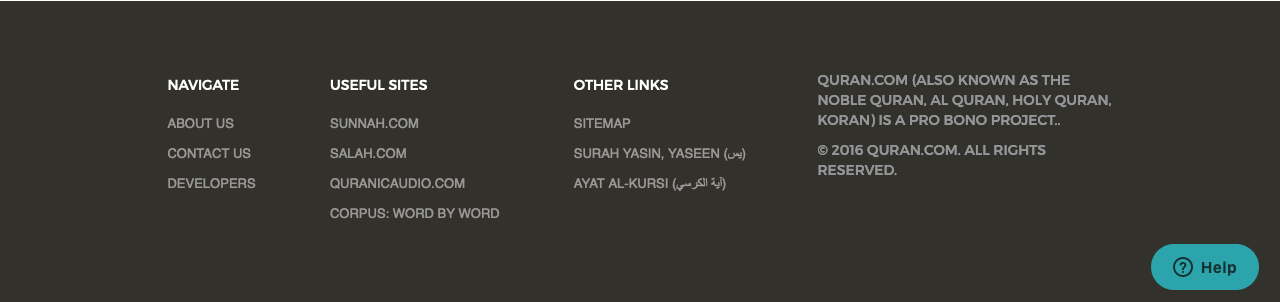 NAVIGATE
ABOUT US
CONTACT US
DEVELOPERS
USEFUL SITES
SUNNAH.COM
SALAH.COM
QURANICAUDIO.COM
CORPUS: WORD BY WORD
OTHER LINKS
SITEMAP
SURAH YASIN, YASEEN (يس)
AYAT AL-KURSI (آية الكرسي)
QURAN.COM (ALSO KNOWN AS THE
NOBLE QURAN, AL QURAN, HOLY QURAN,
KORAN) IS A PRO BONO PROJECT..
© 2016 QURAN.COM. ALL RIGHTS
RESERVED.
Help